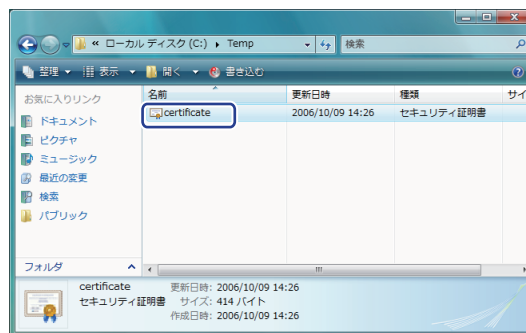 « ローカル ディスク (C:) ▸ Temp 検索
整理 表示 開く 書き込む
お気に入りリンク
ドキュメント
ピクチャ
ミュージック
最近の変更
検索
パブリック
フォルダ
名前 更新日時 種類 サイ
certificate 2006/10/09 14:26 セキュリティ証明書
certificate 更新日時: 2006/10/09 14:26
セキュリティ証明書 サイズ: 414 バイト
作成日時: 2006/10/09 14:26